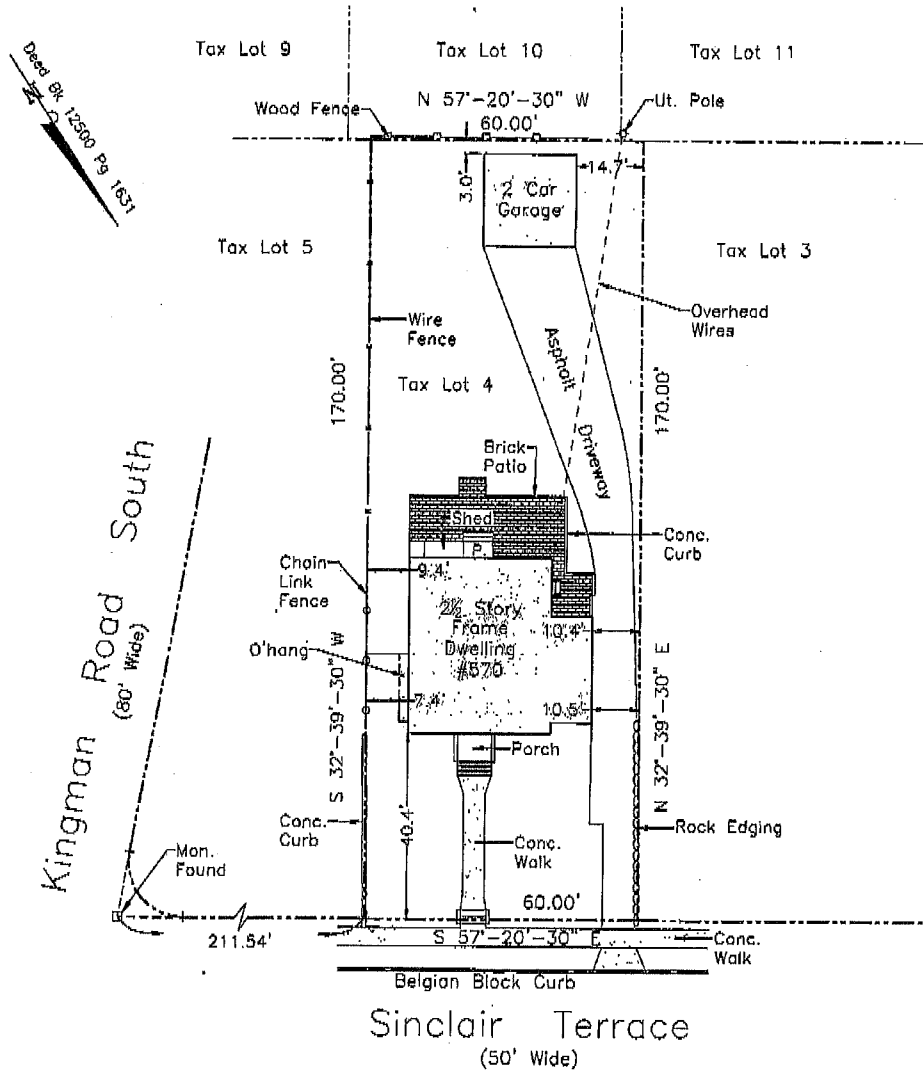 Tax Lot 9
Tax Lot 10
Tax Lot 11
Deed Bk 12500 Pg 1631
N
Wood Fence
N 57°-20'-30" W
60.00'
Ut. Pole
3.0'
2 Car
Garage
14.7'
Tax Lot 5
Tax Lot 3
Wire
Fence
Overhead
Wires
Asphalt
Driveway
170.00'
Tax Lot 4
170.00'
Brick
Patio
Shed
P.
Conc.
Curb
Kingman Road South
(80' Wide)
Chain
Link
Fence
9.4'
2½ Story
Frame
Dwelling
#570
10.4'
O'hang
7.4'
10.5'
S 32°-39'-30" W
N 32°-39'-30" E
Porch
Conc.
Curb
40.4'
Rock Edging
Conc.
Walk
Mon.
Found
60.00'
211.54'
S 57°-20'-30" E
Conc.
Walk
Belgian Block Curb
Sinclair Terrace
(50' Wide)